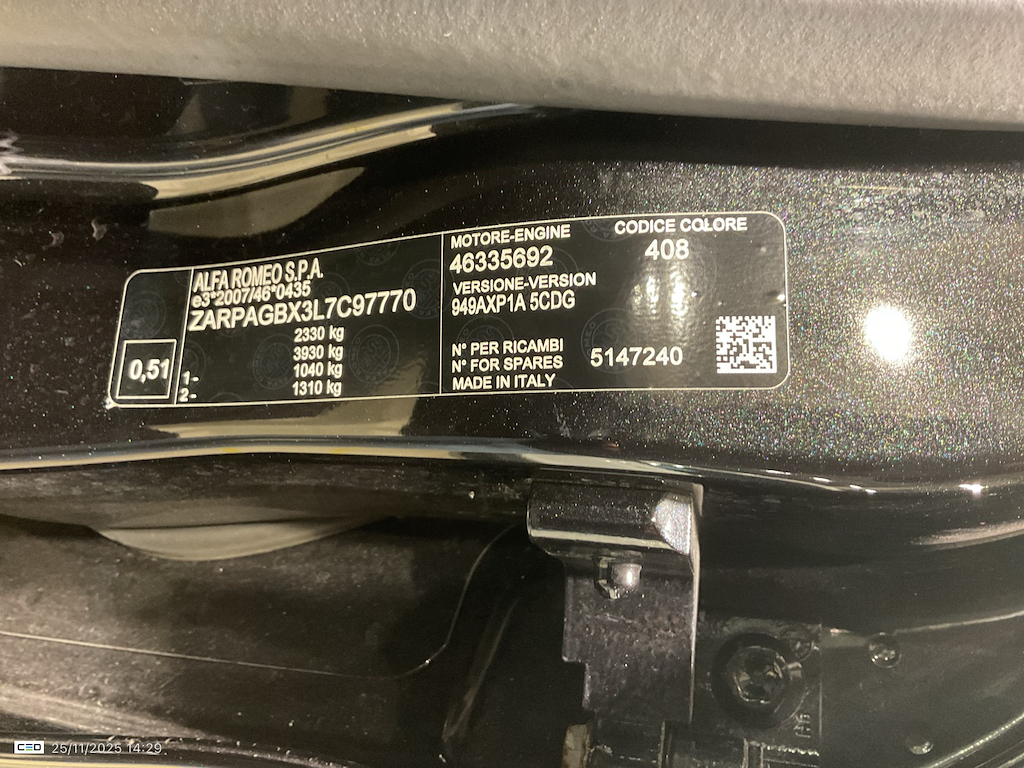 ALFA ROMEO S.P.A.
e3*2007/46*0435
ZARPAGBX3L7C97770
2330 kg
3930 kg
1- 1040 kg
2- 1310 kg
0,51
MOTORE-ENGINE
46335692
VERSIONE-VERSION
949AXP1A 5CDG
CODICE COLORE
408
N° PER RICAMBI
N° FOR SPARES 5147240
MADE IN ITALY
CEO 25/11/2025 14:29